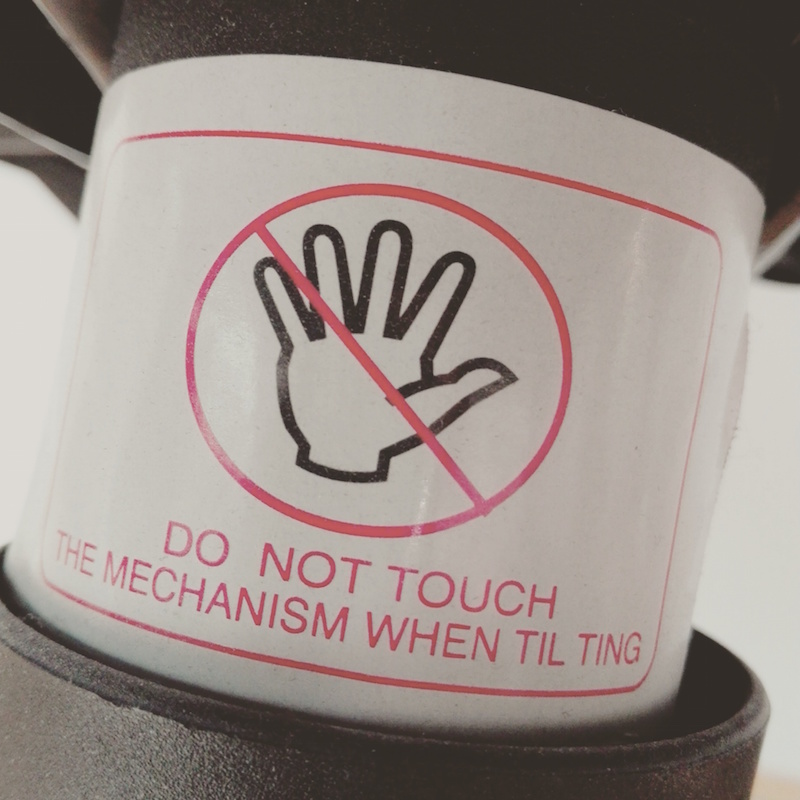 DO NOT TOUCH
THE MECHANISM WHEN TIL TING